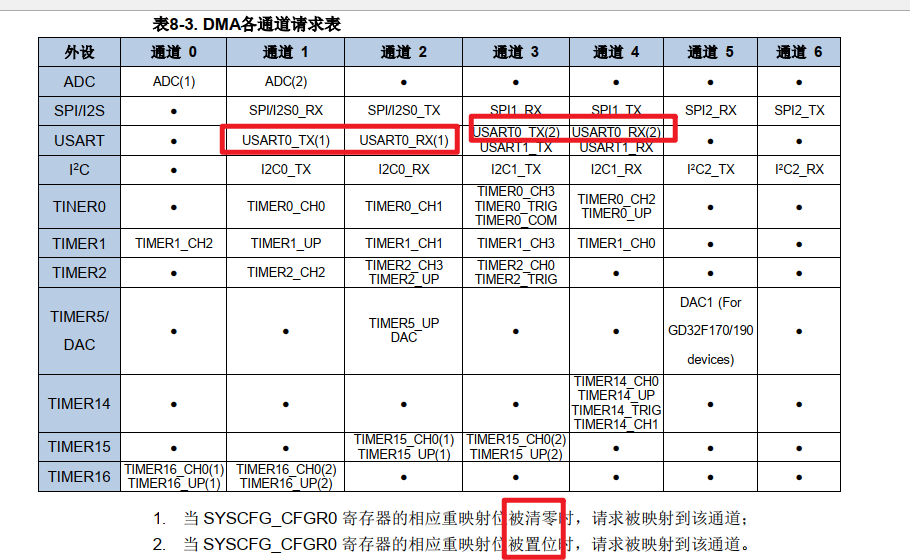 表8-3. DMA各通道请求表
外设 通道 0 通道 1 通道 2 通道 3 通道 4 通道 5 通道 6
ADC ADC(1) ADC(2) ● ● ● ● ●
SPI/I2S ● SPI/I2S0_RX SPI/I2S0_TX SPI1_RX SPI1_TX SPI2_RX SPI2_TX
USART ● USART0_TX(1) USART0_RX(1) USART0_TX(2) USART0_RX(2) ● ●
USART1_TX USART1_RX
I²C ● I2C0_TX I2C0_RX I2C1_TX I2C1_RX I²C2_TX I²C2_RX
TINER0 ● TIMER0_CH0 TIMER0_CH1 TIMER0_CH3 TIMER0_CH2 ● ●
TIMER0_TRIG TIMER0_UP
TIMER0_COM
TIMER1 TIMER1_CH2 TIMER1_UP TIMER1_CH1 TIMER1_CH3 TIMER1_CH0 ● ●
TIMER2 ● TIMER2_CH2 TIMER2_CH3 TIMER2_CH0 ● ● ●
TIMER2_UP TIMER2_TRIG
TIMER5/ DAC1 (For
DAC ● ● TIMER5_UP ● ● GD32F170/190 ●
DAC devices)
TIMER14 ● ● ● ● TIMER14_CH0 ● ●
TIMER14_UP
TIMER14_TRIG
TIMER14_CH1
TIMER15 ● ● TIMER15_CH0(1) TIMER15_CH0(2) ● ● ●
TIMER15_UP(1) TIMER15_UP(2)
TIMER16 TIMER16_CH0(1) TIMER16_CH0(2) ● ● ● ● ●
TIMER16_UP(1) TIMER16_UP(2)
1. 当 SYSCFG_CFGR0 寄存器的相应重映射位被清零时，请求被映射到该通道；
2. 当 SYSCFG_CFGR0 寄存器的相应重映射位被置位时，请求被映射到该通道。